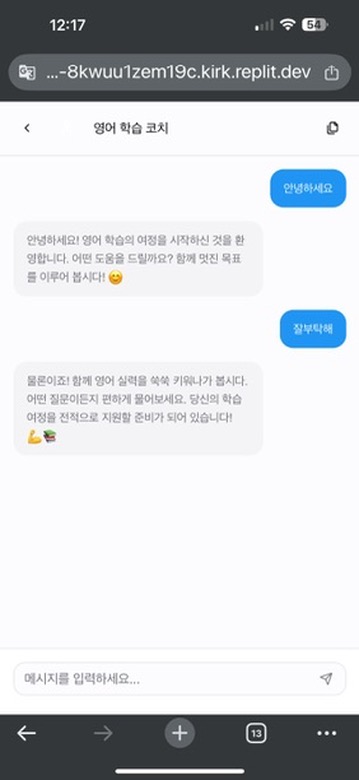 12:17
54
...-8kwuu1zem19c.kirk.replit.dev
영어 학습 코치
안녕하세요
안녕하세요! 영어 학습의 여정을 시작하신 것을 환
영합니다. 어떤 도움을 드릴까요? 함께 멋진 목표
를 이루어 봅시다! 😊
잘부탁해
물론이죠! 함께 영어 실력을 쑥쑥 키워나가 봅시다.
어떤 질문이든지 편하게 물어보세요. 당신의 학습
여정을 전적으로 지원할 준비가 되어 있습니다!
💪📚
메시지를 입력하세요...
13